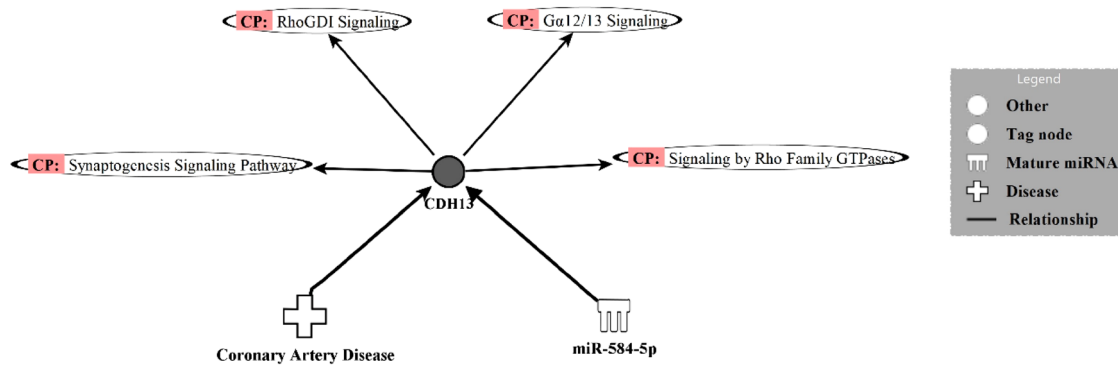 CP: RhoGDI Signaling
CP: Gα12/13 Signaling
Legend
Other
Tag node
CP: Synaptogenesis Signaling Pathway
CP: Signaling by Rho Family GTPases
Mature miRNA
Disease
CDH13
Relationship
Coronary Artery Disease
miR-584-5p